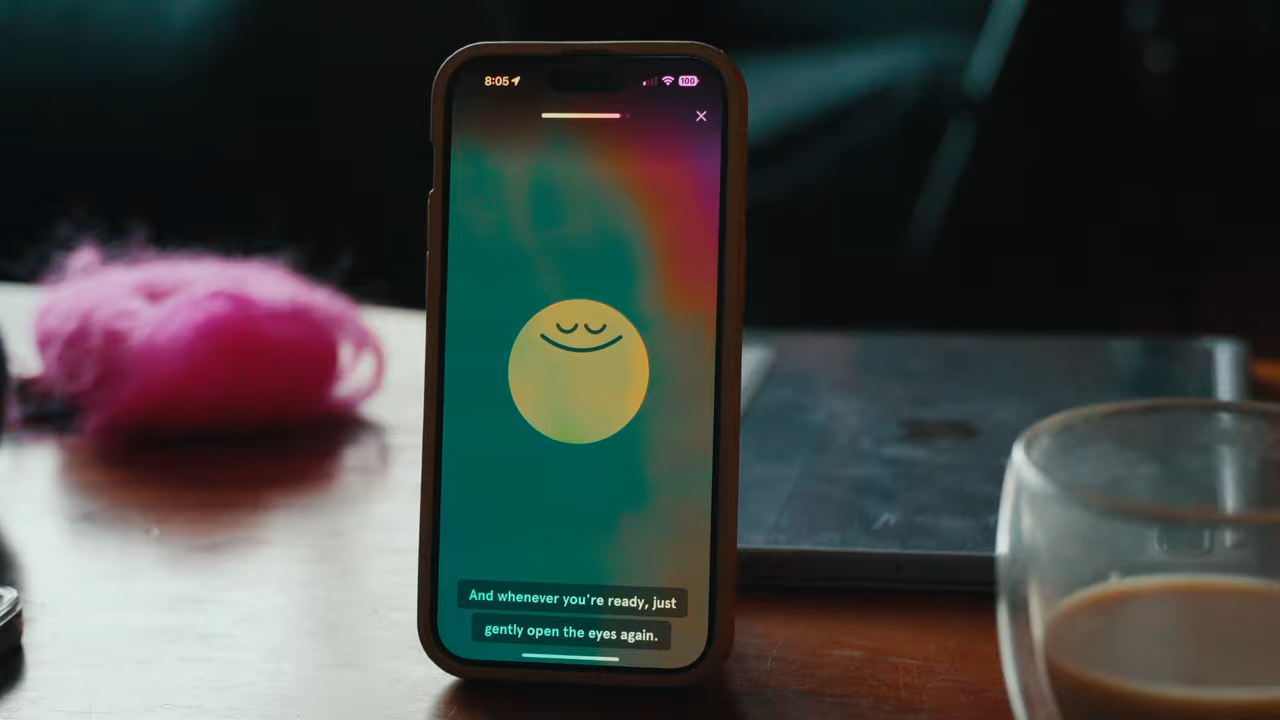 8:05
100
And whenever you're ready, just
gently open the eyes again.